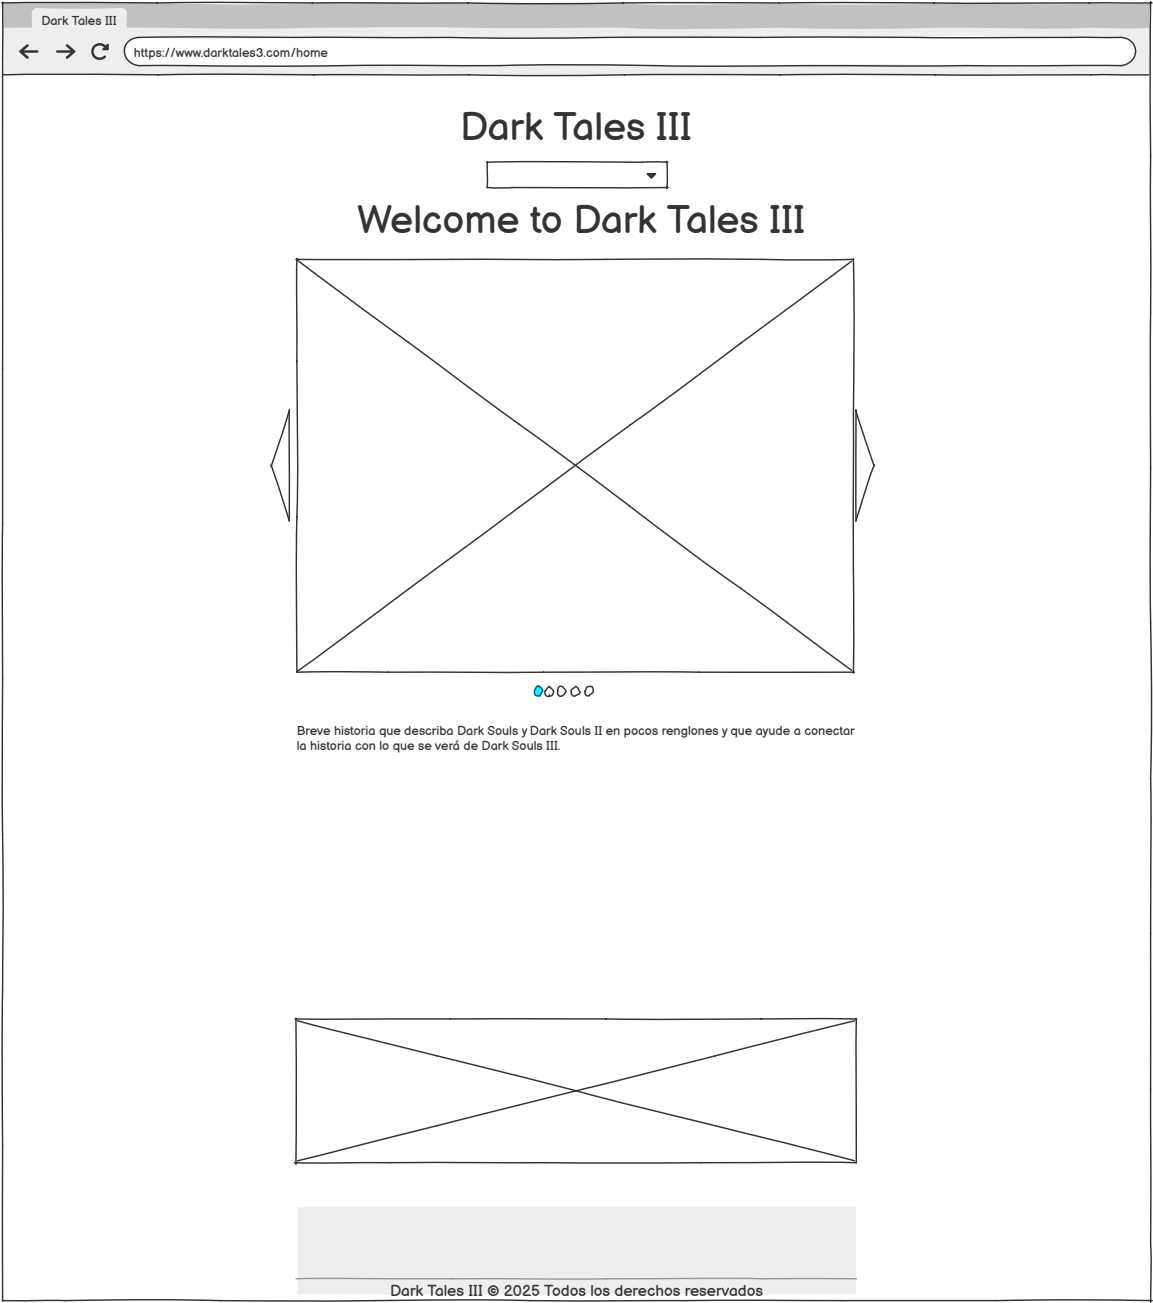 Dark Tales III
https://www.darktales3.com/home
Dark Tales III
Welcome to Dark Tales III
Breve historia que describa Dark Souls y Dark Souls II en pocos renglones y que ayude a conectar
la historia con lo que se verá de Dark Souls III.
Dark Tales III © 2025 Todos los derechos reservados